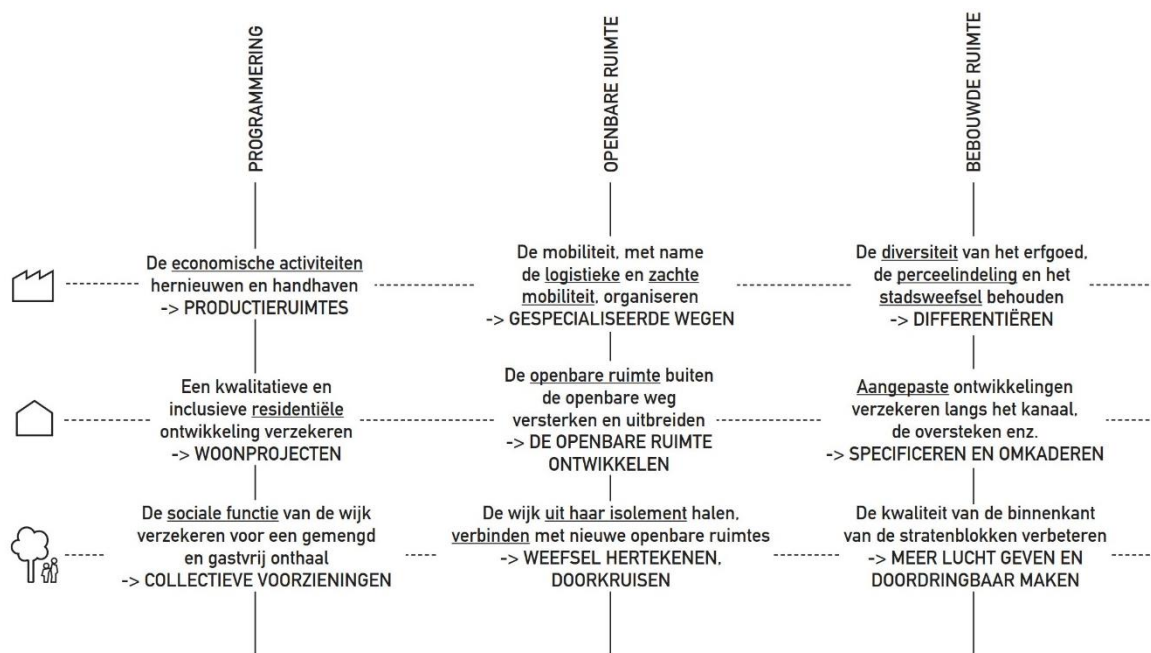 PROGRAMMERING
OPENBARE RUIMTE
BEBOUWDE RUIMTE
De economische activiteiten
hernieuwen en handhaven
-> PRODUCTIERUIMTES
De mobiliteit, met name
de logistieke en zachte
mobiliteit, organiseren
-> GESPECIALISEERDE WEGEN
De diversiteit van het erfgoed,
de perceelindeling en het
stadsweefsel behouden
-> DIFFERENTIËREN
Een kwalitatieve en
inclusieve residentiële
ontwikkeling verzekeren
-> WOONPROJECTEN
De openbare ruimte buiten
de openbare weg
versterken en uitbreiden
-> DE OPENBARE RUIMTE
ONTWIKKELEN
Aangepaste ontwikkelingen
verzekeren langs het kanaal,
de oversteken enz.
-> SPECIFICEREN EN OMKADEREN
De sociale functie van de wijk
verzekeren voor een gemengd
en gastvrij onthaal
-> COLLECTIEVE VOORZIENINGEN
De wijk uit haar isolement halen,
verbinden met nieuwe openbare ruimtes
-> WEEFSEL HERTEKENEN,
DOORKRUISEN
De kwaliteit van de binnenkant
van de stratenblokken verbeteren
-> MEER LUCHT GEVEN EN
DOORDRINGBAAR MAKEN